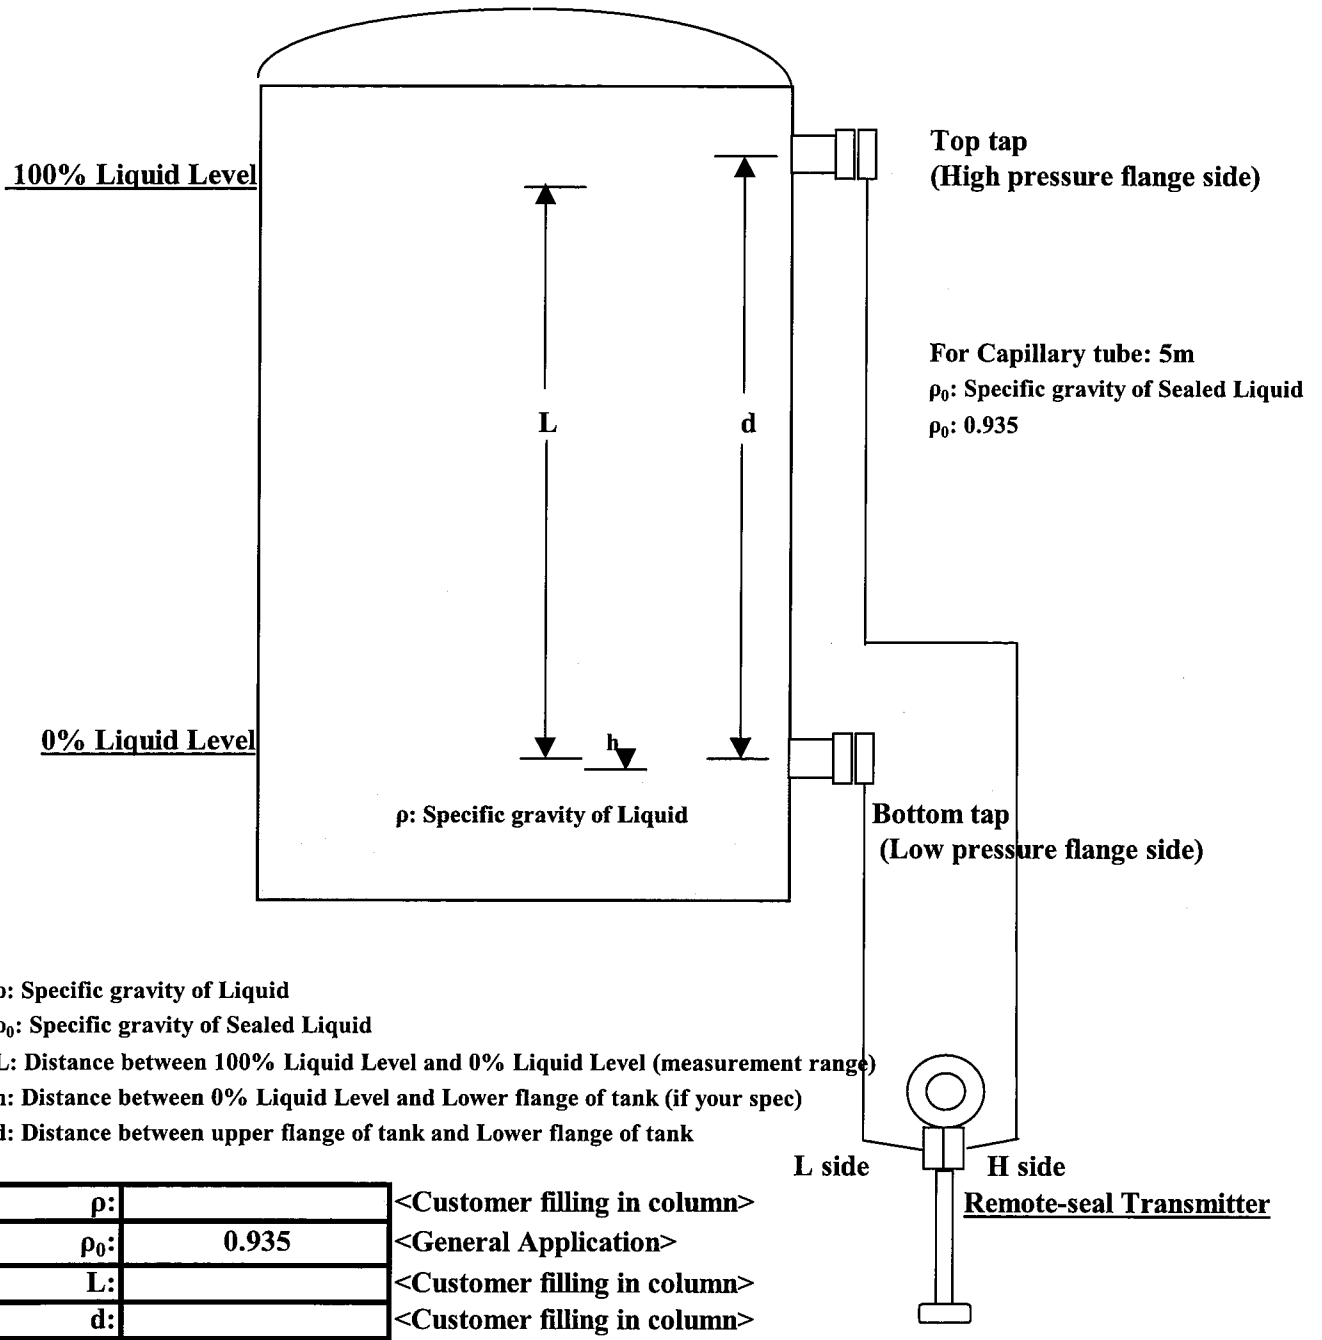 Top tap
100% Liquid Level
(High pressure flange side)
For Capillary tube: 5m
ρ₀: Specific gravity of Sealed Liquid
L
d
ρ₀: 0.935
0% Liquid Level
h
ρ: Specific gravity of Liquid
Bottom tap
(Low pressure flange side)
ρ: Specific gravity of Liquid
ρ₀: Specific gravity of Sealed Liquid
L: Distance between 100% Liquid Level and 0% Liquid Level (measurement range)
h: Distance between 0% Liquid Level and Lower flange of tank (if your spec)
d: Distance between upper flange of tank and Lower flange of tank
L side
H side
Remote-seal Transmitter
ρ: <Customer filling in column>
ρ₀: 0.935 <General Application>
L: <Customer filling in column>
d: <Customer filling in column>